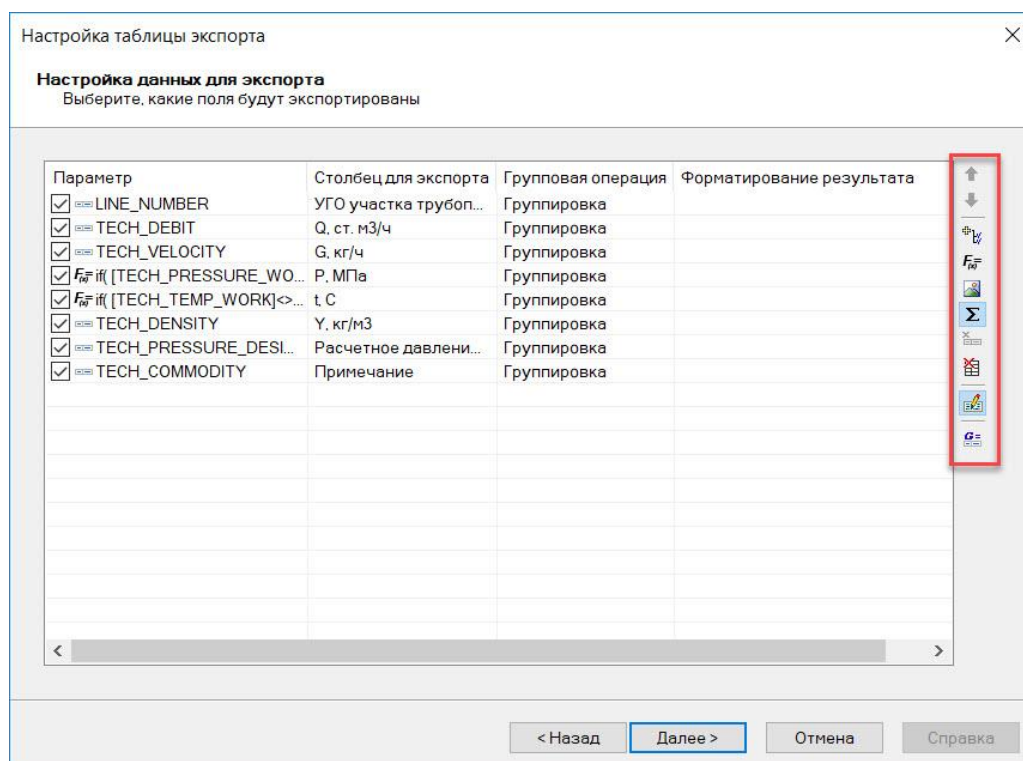 Настройка таблицы экспорта
Настройка данных для экспорта
Выберите, какие поля будут экспортированы
Параметр Столбец для экспорта Групповая операция Форматирование результата
LINE_NUMBER УГО участка трубоп... Группировка
TECH_DEBIT Q, ст. м3/ч Группировка
TECH_VELOCITY G, кг/ч Группировка
F(x)= if( [TECH_PRESSURE_WO... P, МПа Группировка
F(x)= if( [TECH_TEMP_WORK]<>... t, C Группировка
TECH_DENSITY Y, кг/м3 Группировка
TECH_PRESSURE_DESI... Расчетное давлени... Группировка
TECH_COMMODITY Примечание Группировка
F(x)=
Σ
G=
< Назад Далее > Отмена Справка